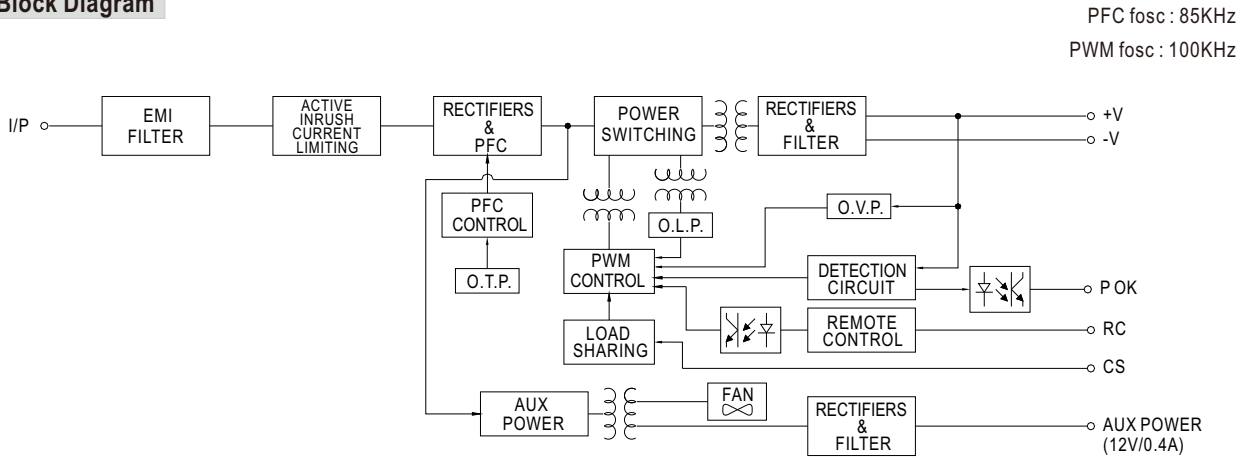 Block Diagram
PFC fosc : 85KHz
PWM fosc : 100KHz
I/P
EMI
FILTER
ACTIVE
INRUSH
CURRENT
LIMITING
RECTIFIERS
&
PFC
POWER
SWITCHING
RECTIFIERS
&
FILTER
+V
-V
PFC
CONTROL
O.L.P.
O.V.P.
O.T.P.
PWM
CONTROL
DETECTION
CIRCUIT
P OK
LOAD
SHARING
REMOTE
CONTROL
RC
CS
AUX
POWER
FAN
RECTIFIERS
&
FILTER
AUX POWER
(12V/0.4A)